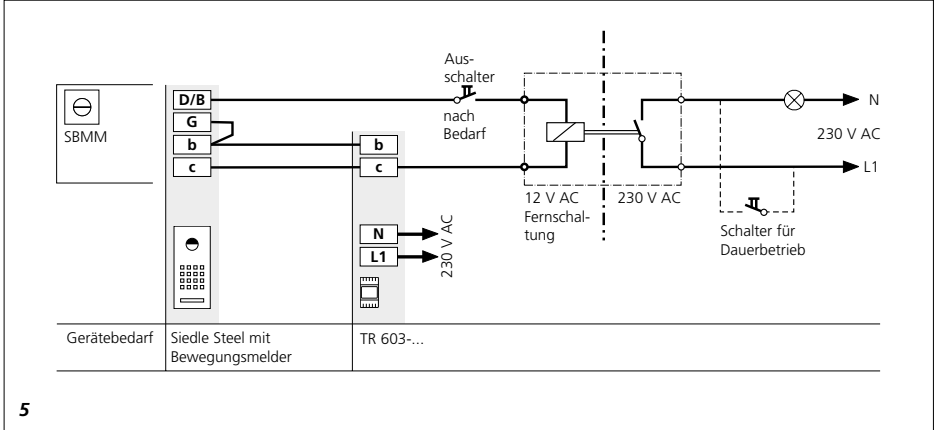 Aus-
schalter
nach
Bedarf
SBMM
D/B
G
b
c
b
c
N
L1
230 V AC
12 V AC
Fernschal-
tung
230 V AC
N
230 V AC
L1
Schalter für
Dauerbetrieb
Gerätebedarf
Siedle Steel mit
Bewegungsmelder
TR 603-...
5